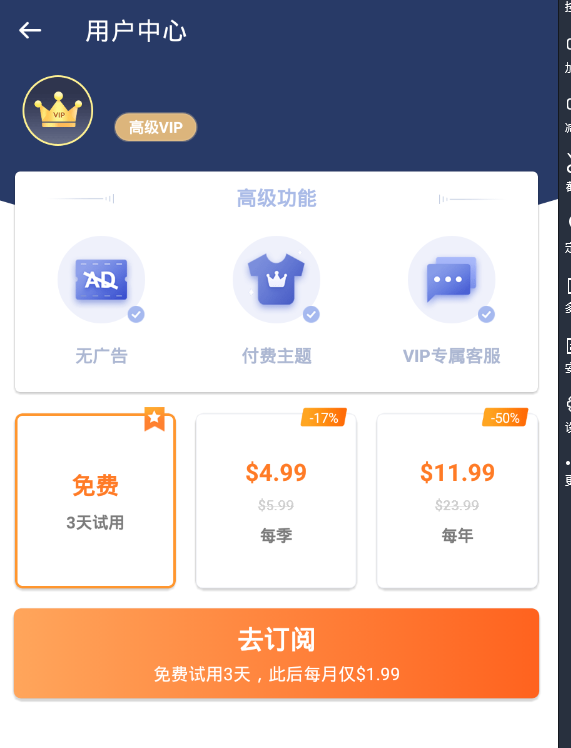 用户中心
VIP
高级VIP
高级功能
AD
无广告
付费主题
VIP专属客服
-17%
-50%
免费
3天试用
$4.99
$5.99
每季
$11.99
$23.99
每年
去订阅
免费试用3天，此后每月仅$1.99